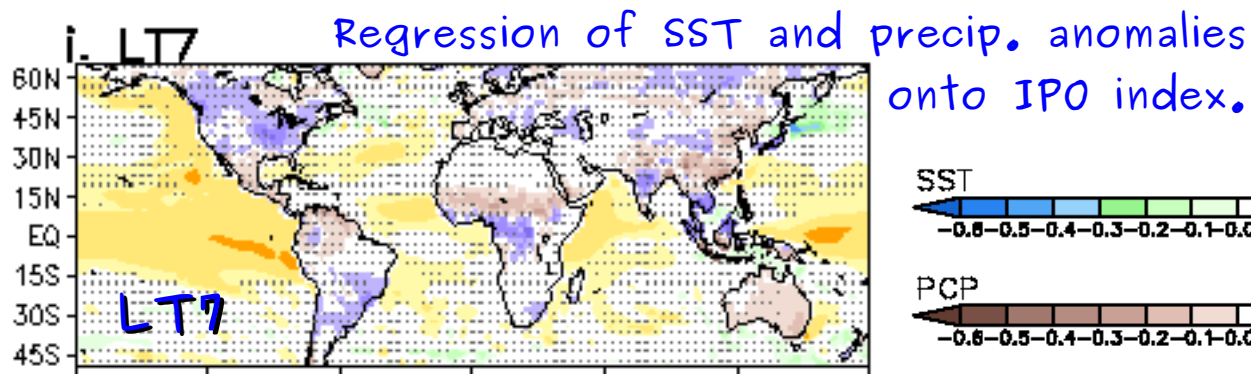 i. LT7
Regression of SST and precip. anomalies
onto IPO index.
60N
45N
30N
15N
EQ
15S
30S
45S
LT7
SST
-0.6-0.5-0.4-0.3-0.2-0.1-0.0
PCP
-0.6-0.5-0.4-0.3-0.2-0.1-0.0